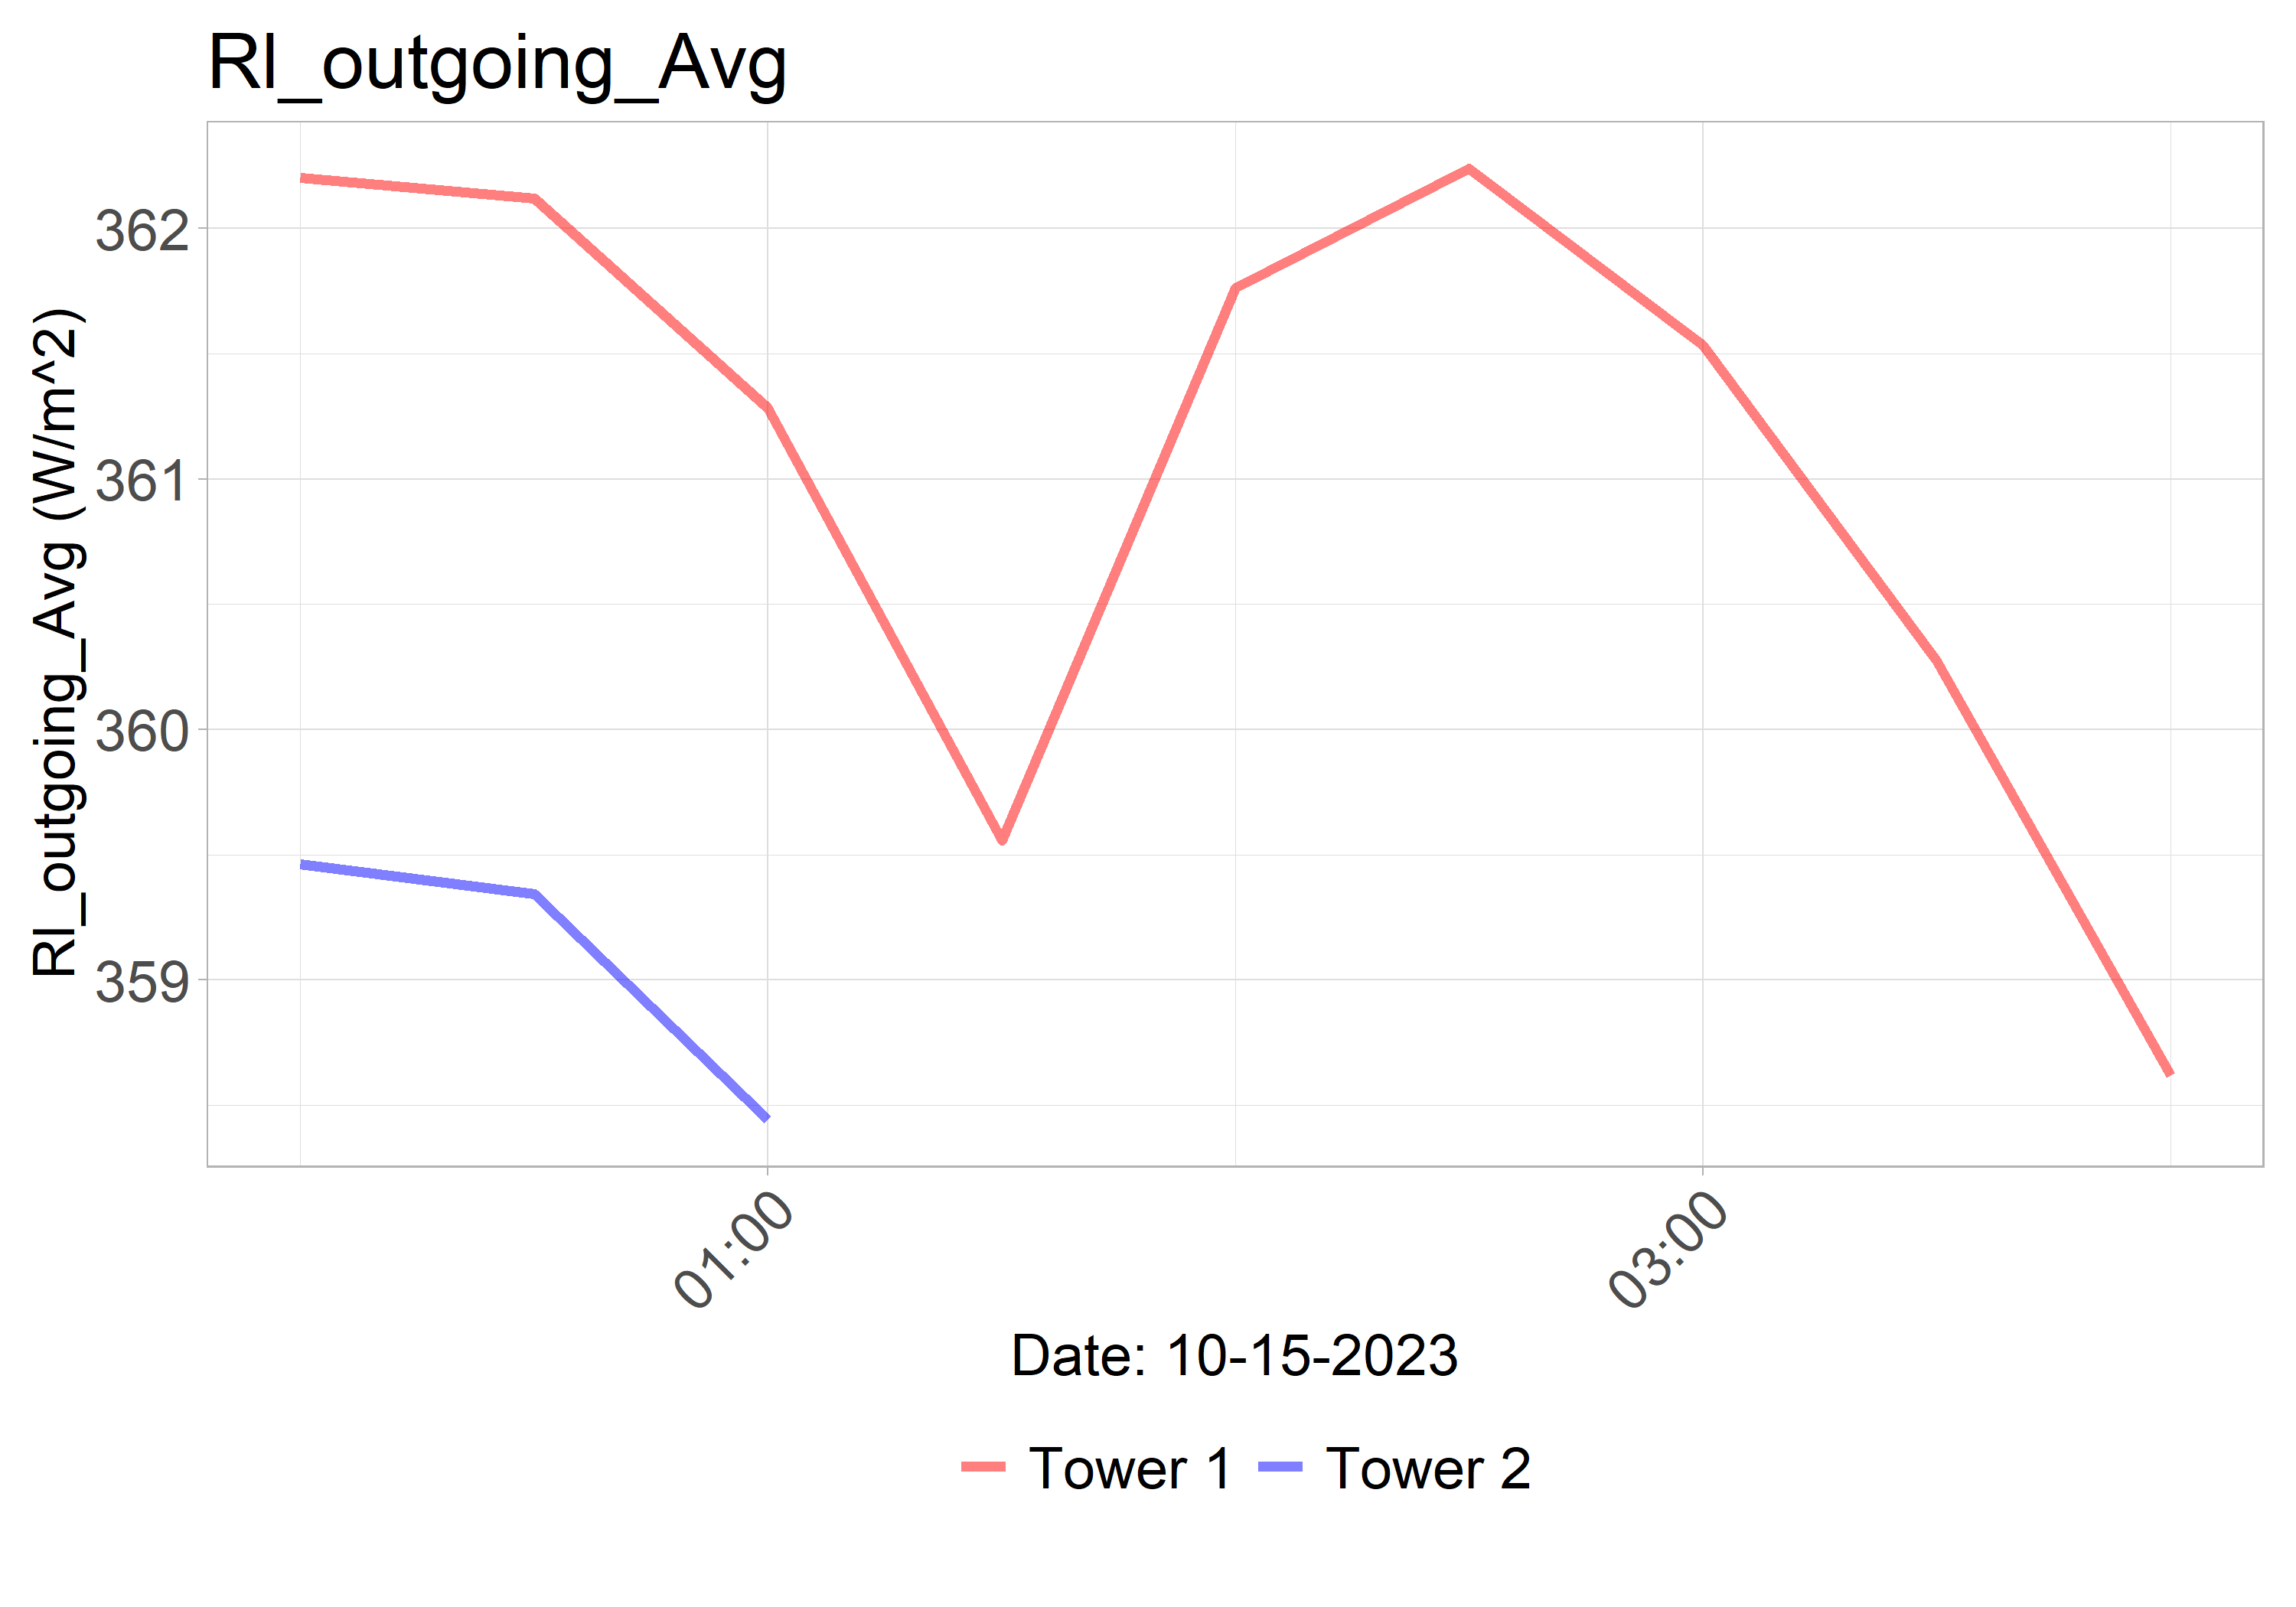 Rl_outgoing_Avg
Rl_outgoing_Avg (W/m^2)
362
361
360
359
01:00
03:00
Date: 10-15-2023
Tower 1
Tower 2